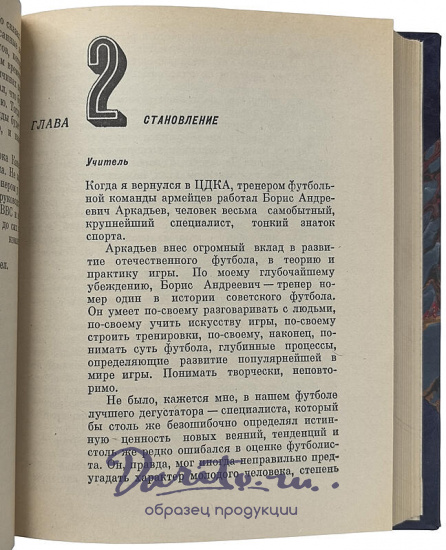 ГЛАВА 2 СТАНОВЛЕНИЕ
Учитель
Когда я вернулся в ЦДКА, тренером футболь-
ной команды армейцев работал Борис Андре-
евич Аркадьев, человек весьма самобытный,
крупнейший специалист, тонкий знаток
спорта.
Аркадьев внес огромный вклад в разви-
тие отечественного футбола, в теорию и
практику игры. По моему глубочайшему
убеждению, Борис Андреевич — тренер но-
мер один в истории советского футбола.
Он умеет по-своему разговаривать с людьми,
по-своему учить искусству игры, по-своему
строить тренировки, по-своему, наконец, по-
нимать суть футбола, глубинные процессы,
определяющие развитие популярнейшей в
мире игры. Понимать творчески, неповто-
римо.
Не было, кажется мне, в нашем футболе
лучшего дегустатора — специалиста, который
бы столь же безошибочно определял истин-
ную ценность новых веяний, тенденций и
столь же редко ошибался в оценке футболис-
та. Он, правда, мог иногда неправильно пред-
угадать характер молодого человека, степень
образец продукции